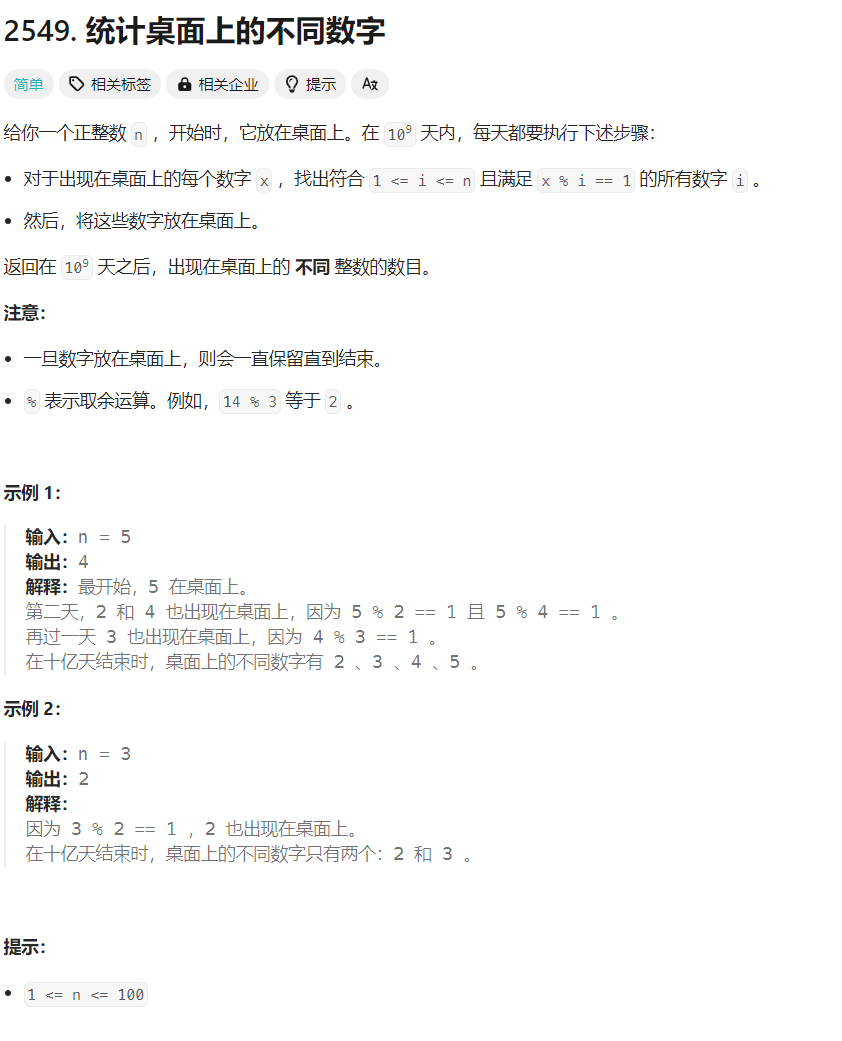 2549. 统计桌面上的不同数字
简单 相关标签 相关企业 提示 Ax
给你一个正整数 n ，开始时，它放在桌面上。在 10⁹ 天内，每天都要执行下述步骤：
• 对于出现在桌面上的每个数字 x ，找出符合 1 <= i <= n 且满足 x % i == 1 的所有数字 i 。
• 然后，将这些数字放在桌面上。
返回在 10⁹ 天之后，出现在桌面上的 不同 整数的数目。
注意：
• 一旦数字放在桌面上，则会一直保留直到结束。
• % 表示取余运算。例如，14 % 3 等于 2 。
示例 1：
输入：n = 5
输出：4
解释：最开始，5 在桌面上。
第二天，2 和 4 也出现在桌面上，因为 5 % 2 == 1 且 5 % 4 == 1 。
再过一天 3 也出现在桌面上，因为 4 % 3 == 1 。
在十亿天结束时，桌面上的不同数字有 2 、3 、4 、5 。
示例 2：
输入：n = 3
输出：2
解释：
因为 3 % 2 == 1 ，2 也出现在桌面上。
在十亿天结束时，桌面上的不同数字只有两个：2 和 3 。
提示：
• 1 <= n <= 100